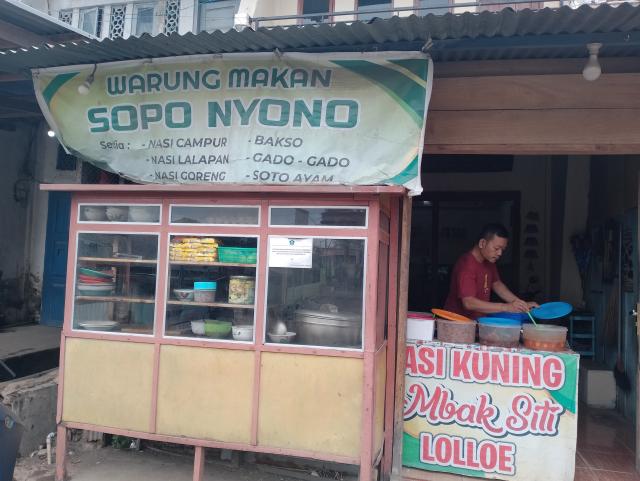 WARUNG MAKAN
SOPO NYONO
Sedia : - NASI CAMPUR - BAKSO
- NASI LALAPAN - GADO - GADO
- NASI GORENG - SOTO AYAM
ASI KUNING
Mbak Siti
LOLLOE